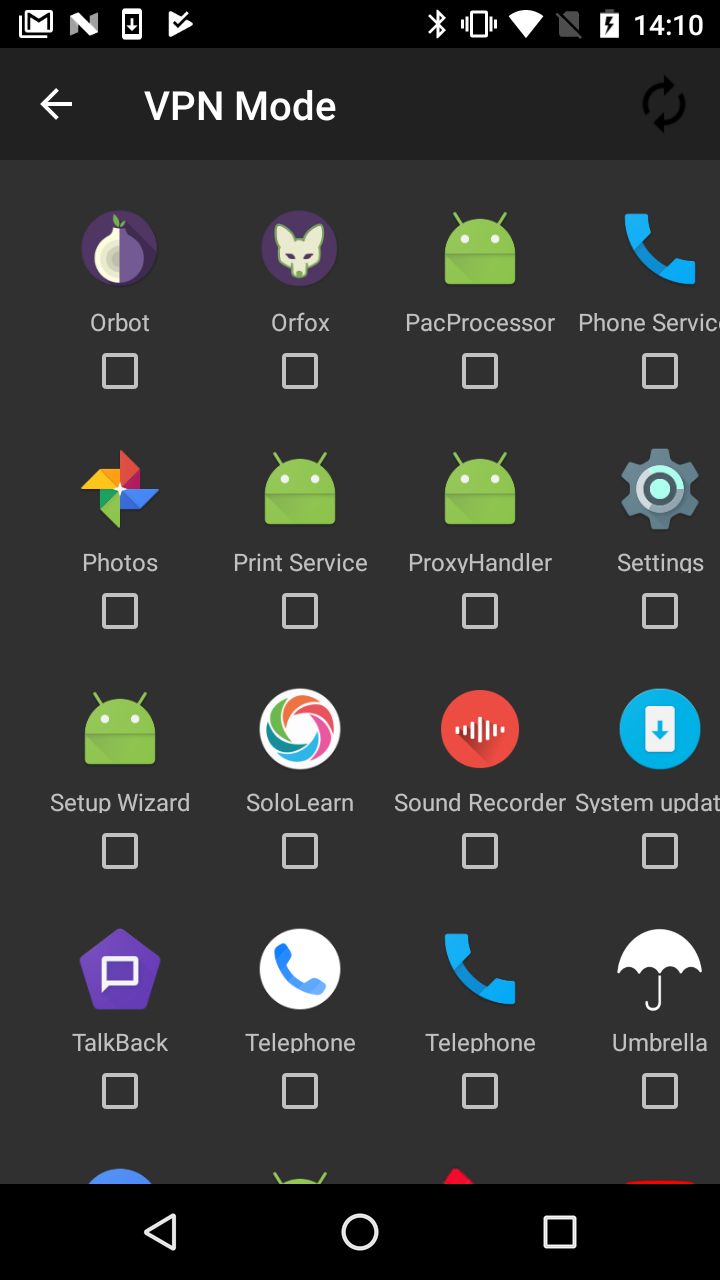 14:10
VPN Mode
Orbot Orfox PacProcessor Phone Servic
Photos Print Service ProxyHandler Settings
Setup Wizard SoloLearn Sound Recorder System updat
TalkBack Telephone Telephone Umbrella